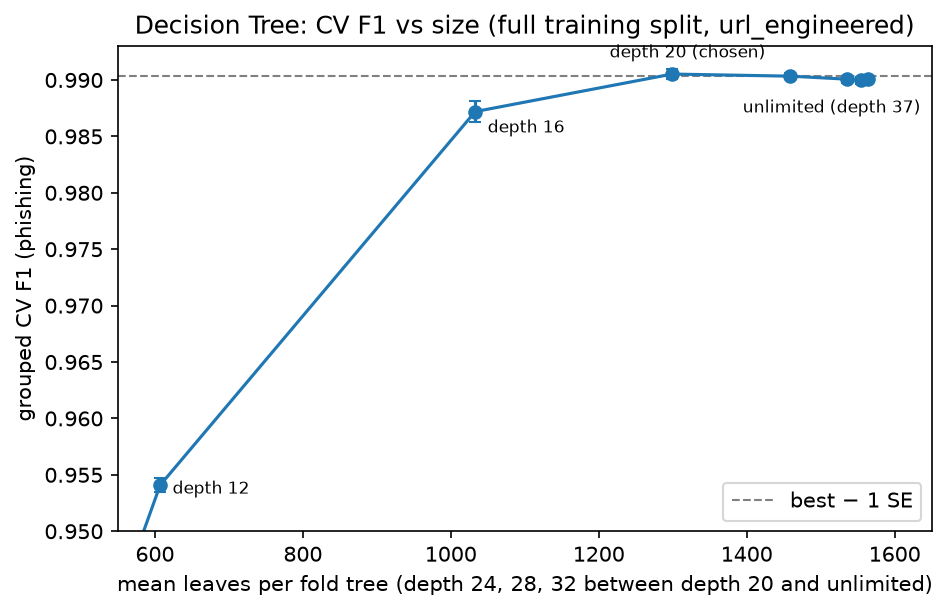 Decision Tree: CV F1 vs size (full training split, url_engineered)
depth 20 (chosen)
0.990
unlimited (depth 37)
0.985
depth 16
0.980
0.975
0.970
0.965
0.960
0.955
depth 12
0.950
best − 1 SE
grouped CV F1 (phishing)
600 800 1000 1200 1400 1600
mean leaves per fold tree (depth 24, 28, 32 between depth 20 and unlimited)